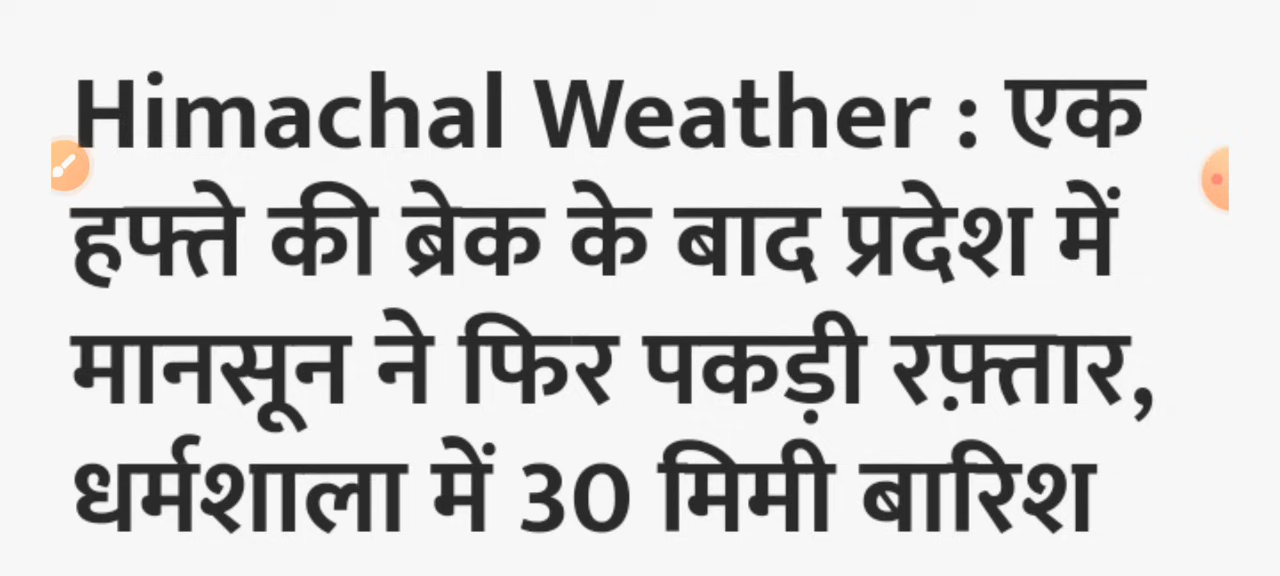 Himachal Weather : एक
हफ्ते की ब्रेक के बाद प्रदेश में
मानसून ने फिर पकड़ी रफ़्तार,
धर्मशाला में 30 मिमी बारिश